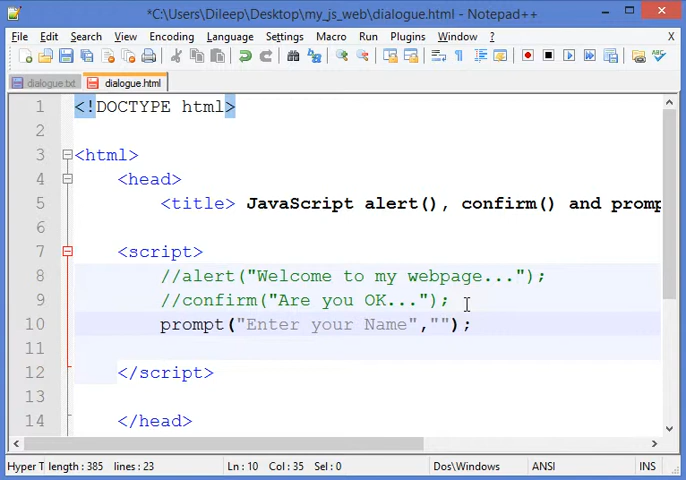 *C:\Users\Dileep\Desktop\my_js_web\dialogue.html - Notepad++
File Edit Search View Encoding Language Settings Macro Run Plugins Window ?
dialogue.txt dialogue.html
1 <!DOCTYPE html>
2
3 <html>
4 <head>
5 <title> JavaScript alert(), confirm() and promp
6
7 <script>
8 //alert("Welcome to my webpage...");
9 //confirm("Are you OK...");
10 prompt("Enter your Name","");
11
12 </script>
13
14 </head>
Hyper T length : 385 lines : 23 Ln : 10 Col : 35 Sel : 0 Dos\Windows ANSI INS